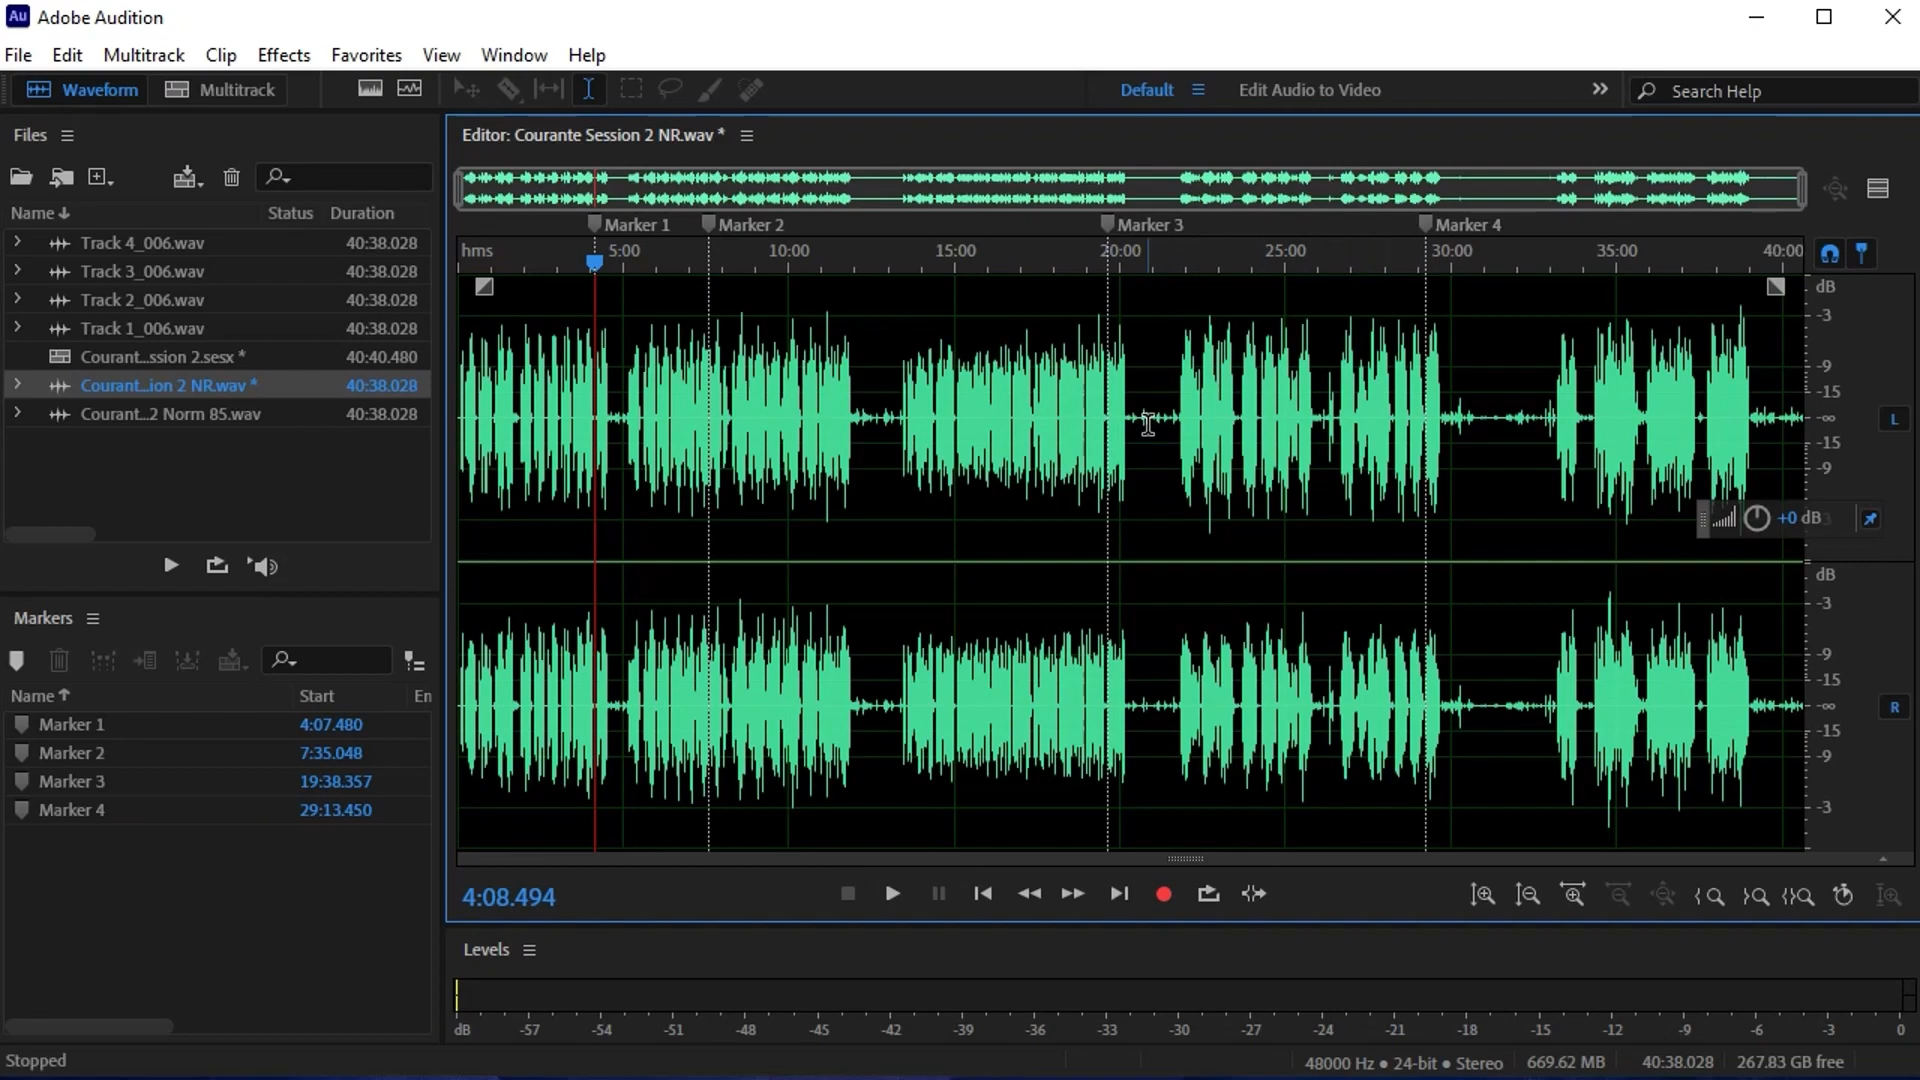 Au Adobe Audition
File Edit Multitrack Clip Effects Favorites View Window Help
Waveform Multitrack Default Edit Audio to Video Search Help
Files
Name Status Duration
Track 4_006.wav 40:38.028
Track 3_006.wav 40:38.028
Track 2_006.wav 40:38.028
Track 1_006.wav 40:38.028
Courant...ssion 2.sesx * 40:40.480
Courant...ion 2 NR.wav * 40:38.028
Courant...2 Norm 85.wav 40:38.028
Markers
Name Start En
Marker 1 4:07.480
Marker 2 7:35.048
Marker 3 19:38.357
Marker 4 29:13.450
Editor: Courante Session 2 NR.wav *
Marker 1 Marker 2 Marker 3 Marker 4
hms 5:00 10:00 15:00 20:00 25:00 30:00 35:00 40:00
dB
-3
-9
-15
-∞
L
-15
-9
+0 dB
dB
-3
-9
-15
-∞
R
-15
-9
-3
4:08.494
Levels
dB -57 -54 -51 -48 -45 -42 -39 -36 -33 -30 -27 -24 -21 -18 -15 -12 -9 -6 -3 0
Stopped 48000 Hz ● 24-bit ● Stereo 669.62 MB 40:38.028 267.83 GB free